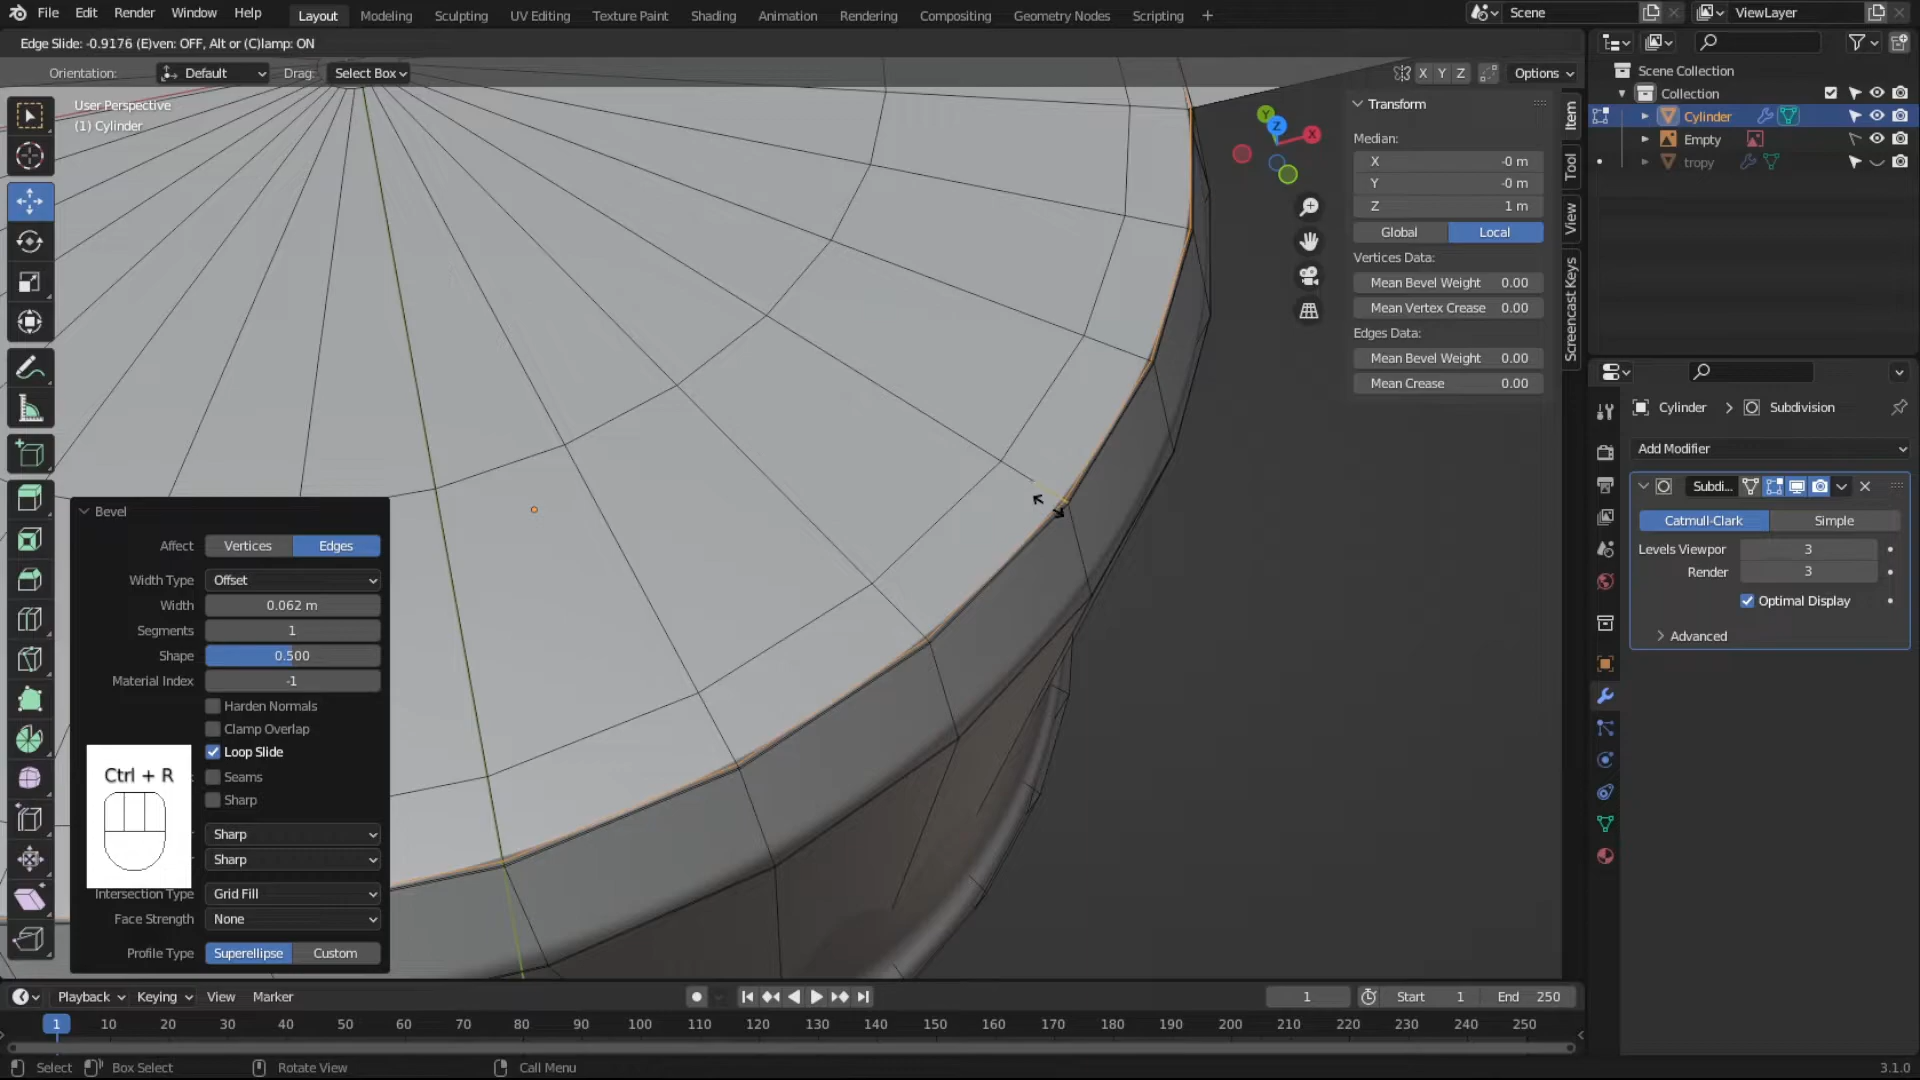 File Edit Render Window Help Layout Modeling Sculpting UV Editing Texture Paint Shading Animation Rendering Compositing Geometry Nodes Scripting + Scene ViewLayer
Edge Slide: -0.9176 (E)ven: OFF, Alt or (C)lamp: ON
Orientation: Default Drag: Select Box X Y Z Options
User Perspective
(1) Cylinder
Y
Z
X
Transform
Median:
X -0 m
Y -0 m
Z 1 m
Global Local
Vertices Data:
Mean Bevel Weight 0.00
Mean Vertex Crease 0.00
Edges Data:
Mean Bevel Weight 0.00
Mean Crease 0.00
Item
Tool
View
Screencast Keys
Scene Collection
Collection
Cylinder
Empty
tropy
Cylinder > Subdivision
Add Modifier
Subdi...
Catmull-Clark Simple
Levels Viewpor 3
Render 3
Optimal Display
Advanced
Bevel
Affect Vertices Edges
Width Type Offset
Width 0.062 m
Segments 1
Shape 0.500
Material Index -1
Harden Normals
Clamp Overlap
Loop Slide
Seams
Sharp
Ctrl + R
Sharp
Sharp
Intersection Type Grid Fill
Face Strength None
Profile Type Superellipse Custom
Playback Keying View Marker 1 Start 1 End 250
1 10 20 30 40 50 60 70 80 90 100 110 120 130 140 150 160 170 180 190 200 210 220 230 240 250
Select Box Select Rotate View Call Menu 3.1.0